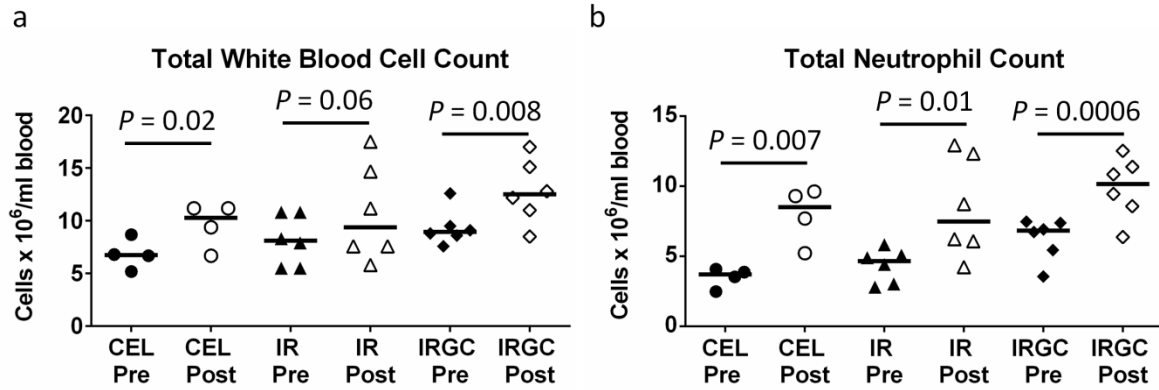 a
Total White Blood Cell Count
Cells x 10⁶/ml blood
20
15
10
5
0
P = 0.02
P = 0.06
P = 0.008
CEL Pre
CEL Post
IR Pre
IR Post
IRGC Pre
IRGC Post
b
Total Neutrophil Count
Cells x 10⁶/ml blood
15
10
5
0
P = 0.007
P = 0.01
P = 0.0006
CEL Pre
CEL Post
IR Pre
IR Post
IRGC Pre
IRGC Post